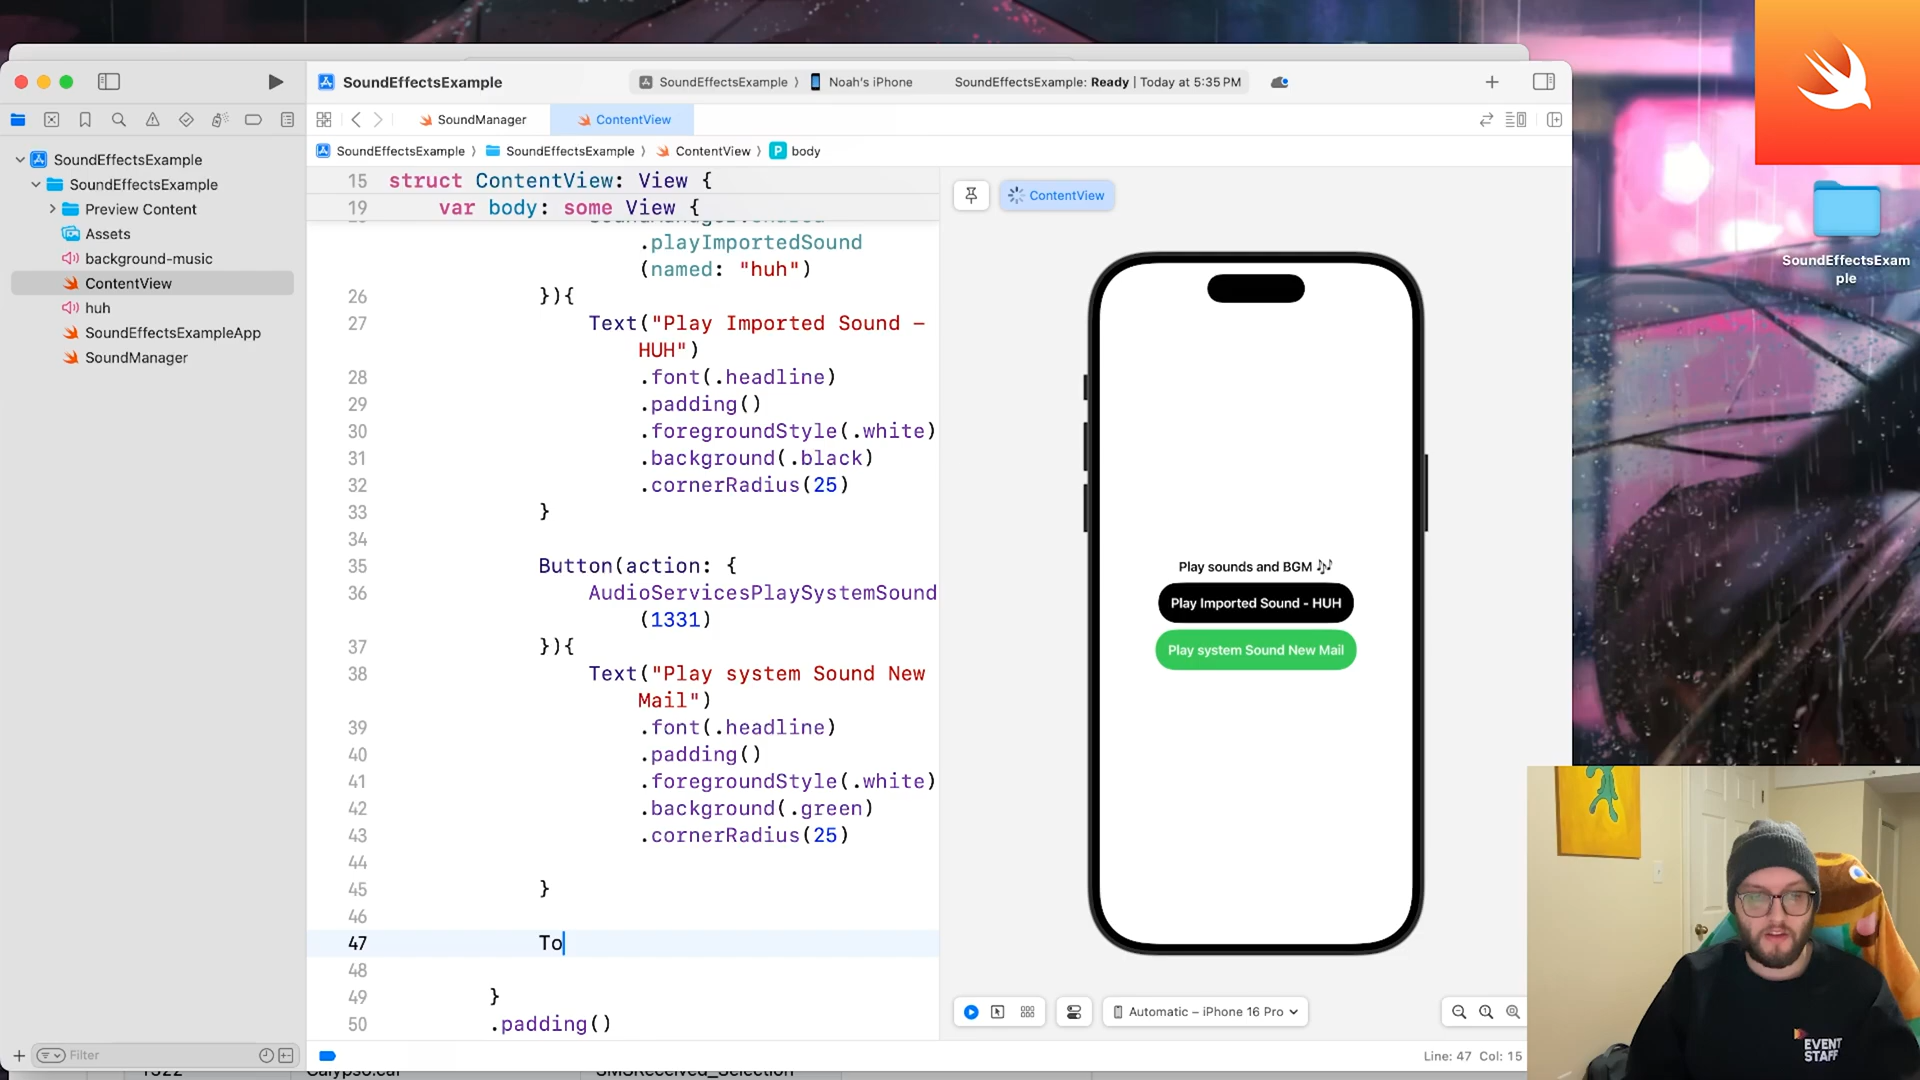 SoundEffectsExample
SoundEffectsExample
Noah's iPhone
SoundEffectsExample: Ready | Today at 5:35 PM
SoundManager
ContentView
SoundEffectsExample
SoundEffectsExample
ContentView
P body
SoundEffectsExample
SoundEffectsExample
Preview Content
Assets
background-music
ContentView
huh
SoundEffectsExampleApp
SoundManager
Filter
15 struct ContentView: View {
19 var body: some View {
.playImportedSound
(named: "huh")
26 }){
27 Text("Play Imported Sound –
HUH")
28 .font(.headline)
29 .padding()
30 .foregroundStyle(.white)
31 .background(.black)
32 .cornerRadius(25)
33 }
34
35 Button(action: {
36 AudioServicesPlaySystemSound
(1331)
37 }){
38 Text("Play system Sound New
Mail")
39 .font(.headline)
40 .padding()
41 .foregroundStyle(.white)
42 .background(.green)
43 .cornerRadius(25)
44
45 }
46
47 To
48
49 }
50 .padding()
ContentView
Play sounds and BGM
Play Imported Sound - HUH
Play system Sound New Mail
Automatic – iPhone 16 Pro
Line: 47 Col: 15
SoundEffectsExam
ple
EVENT
STAFF